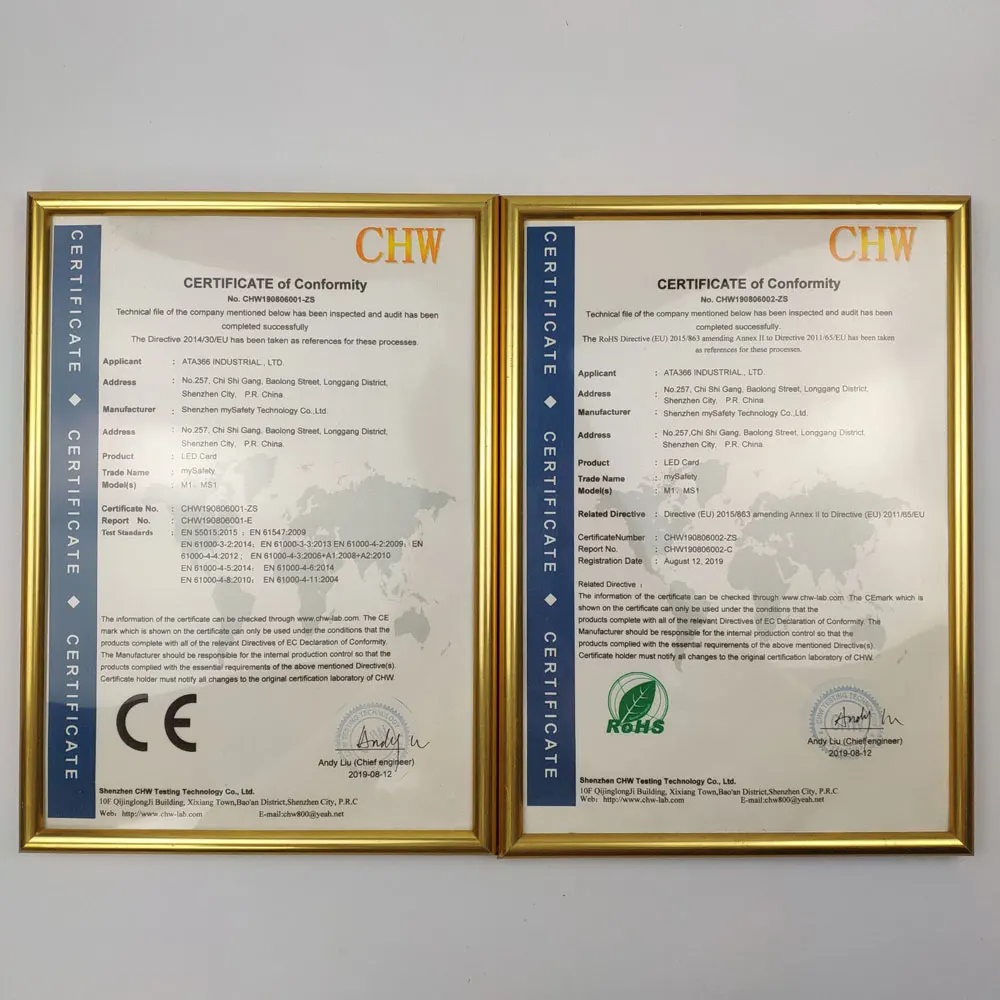 CERTIFICATE ◆ CERTIFICATE ◆ CERTIFICATE
CHW
CERTIFICATE of Conformity
No. CHW190806001-ZS
Technical file of the company mentioned below has been inspected and audit has been
completed successfully
The Directive 2014/30/EU has been taken as references for these processes.
Applicant : ATA366 INDUSTRIAL., LTD.
Address : No.257, Chi Shi Gang, Baolong Street, Longgang District,
Shenzhen City, P.R. China.
Manufacturer : Shenzhen mySafety Technology Co.,Ltd.
Address : No.257, Chi Shi Gang, Baolong Street, Longgang District,
Shenzhen City, P.R. China.
Product : LED Card
Trade Name : mySafety
Model(s) : M1、MS1
Certificate No. : CHW190806001-ZS
Report No. : CHW190806001-E
Test Standards : EN 55015:2015 ; EN 61547:2009
EN 61000-3-2:2014; EN 61000-3-3:2013 EN 61000-4-2:2009; EN
61000-4-4:2012 ; EN 61000-4-3:2006+A1:2008+A2:2010
EN 61000-4-5:2014; EN 61000-4-6:2014
EN 61000-4-8:2010; EN 61000-4-11:2004
The information of the certificate can be checked through www.chw-lab.com. The CE
mark which is shown on the certificate can only be used under the conditions that the
products complete with all of the relevant Directives of EC Declaration of Conformity.
The Manufacturer should be responsible for the internal production control so that the
products complied with the essential requirements of the above mentioned Directive(s).
Certificate holder must notify all changes to the original certification laboratory of CHW.
CE
TESTING TECHNOLOGY
Andy Liu (Chief engineer)
2019-08-12
Shenzhen CHW Testing Technology Co., Ltd.
10F QijinglongJi Building, Xixiang Town,Bao'an District,Shenzhen City, P.R.C
Web: http://www.chw-lab.com E-mail:chw800@yeah.net
CERTIFICATE ◆ CERTIFICATE ◆ CERTIFICATE
CHW
CERTIFICATE of Conformity
No. CHW190806002-ZS
Technical file of the company mentioned below has been inspected and audit has been
completed successfully.
The RoHS Directive (EU) 2015/863 amending Annex II to Directive 2011/65/EU has been taken
as references for these processes.
Applicant : ATA366 INDUSTRIAL., LTD.
Address : No.257, Chi Shi Gang, Baolong Street, Longgang District,
Shenzhen City, P.R. China.
Manufacturer : Shenzhen mySafety Technology Co.,Ltd.
Address : No.257,Chi Shi Gang, Baolong Street, Longgang District,
Shenzhen City, P.R. China.
Product : LED Card
Trade Name : mySafety
Model(s) : M1、MS1
Related Directive : Directive (EU) 2015/863 amending Annex II to Directive (EU) 2011/65/EU
CertificateNumber : CHW190806002-ZS
Report No. : CHW190806002-C
Registration Date : August 12, 2019
Related Directive :
The information of the certificate can be checked through www.chw-lab.com. The CEmark which is
shown on the certificate can only be used under the conditions that the
products complete with all of the relevant Directives of EC Declaration of Conformity. The
Manufacturer should be responsible for the internal production control so that the
products complied with the essential requirements of the above mentioned Directive(s).
Certificate holder must notify all changes to the original certification laboratory of CHW.
RoHS
TESTING TECHNOLOGY
Andy Liu (Chief engineer)
2019-08-12
Shenzhen CHW Testing Technology Co., Ltd.
10F QijinglongJi Building, Xixiang Town,Bao'an District,Shenzhen City, P.R.C
Web: http://www.chw-lab.com E-mail:chw800@yeah.net